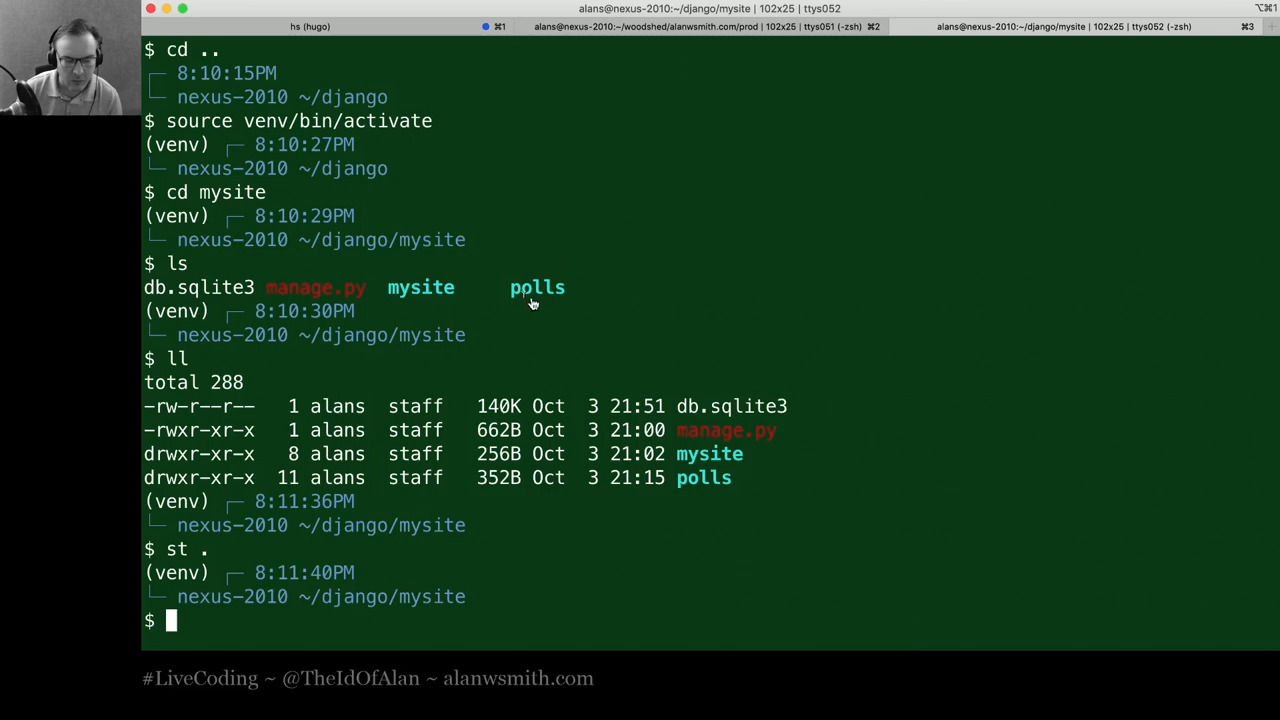 alans@nexus-2010:~/django/mysite | 102x25 | ttys052
⌥⌘1
hs (hugo) ⌘1 alans@nexus-2010:~/woodshed/alanwsmith.com/prod | 102x25 | ttys051 (-zsh) ⌘2 alans@nexus-2010:~/django/mysite | 102x25 | ttys052 (-zsh) ⌘3
$ cd ..
8:10:15PM
nexus-2010 ~/django
$ source venv/bin/activate
(venv) 8:10:27PM
nexus-2010 ~/django
$ cd mysite
(venv) 8:10:29PM
nexus-2010 ~/django/mysite
$ ls
db.sqlite3 manage.py mysite polls
(venv) 8:10:30PM
nexus-2010 ~/django/mysite
$ ll
total 288
-rw-r--r-- 1 alans staff 140K Oct 3 21:51 db.sqlite3
-rwxr-xr-x 1 alans staff 662B Oct 3 21:00 manage.py
drwxr-xr-x 8 alans staff 256B Oct 3 21:02 mysite
drwxr-xr-x 11 alans staff 352B Oct 3 21:15 polls
(venv) 8:11:36PM
nexus-2010 ~/django/mysite
$ st .
(venv) 8:11:40PM
nexus-2010 ~/django/mysite
$
#LiveCoding ~ @TheIdOfAlan ~ alanwsmith.com